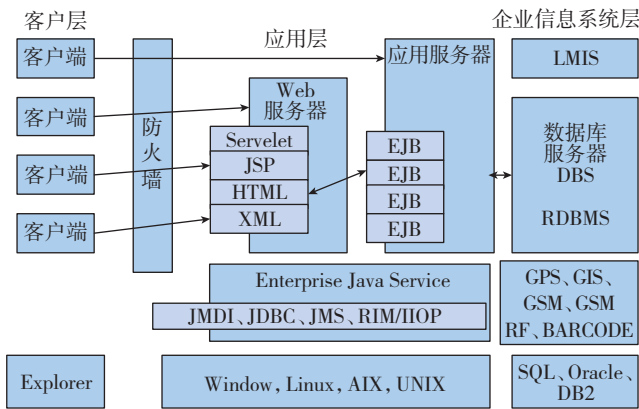 客户层
应用层
企业信息系统层
客户端
客户端
客户端
客户端
防火墙
Web
服务器
Servelet
JSP
HTML
XML
应用服务器
EJB
EJB
EJB
EJB
LMIS
数据库
服务器
DBS
RDBMS
Enterprise Java Service
JMDI、JDBC、JMS、RIM/IIOP
GPS、GIS、
GSM、GSM
RF、BARCODE
Explorer
Window, Linux, AIX, UNIX
SQL、Oracle、
DB2